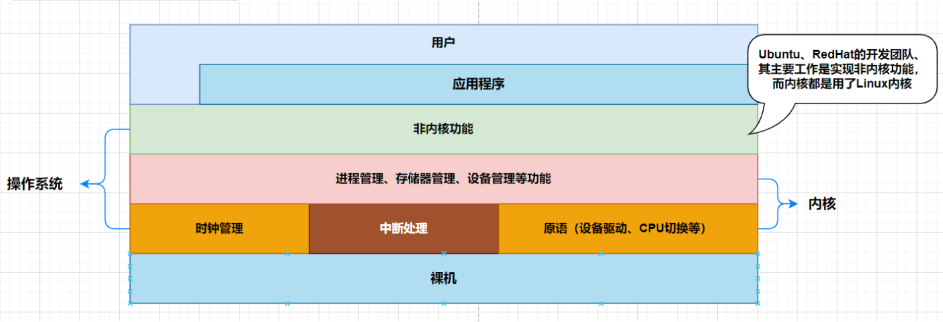 用户
Ubuntu、RedHat的开发团队、
其主要工作是实现非内核功能，
而内核都是用了Linux内核
应用程序
非内核功能
操作系统
进程管理、存储器管理、设备管理等功能
内核
时钟管理
中断处理
原语（设备驱动、CPU切换等）
裸机